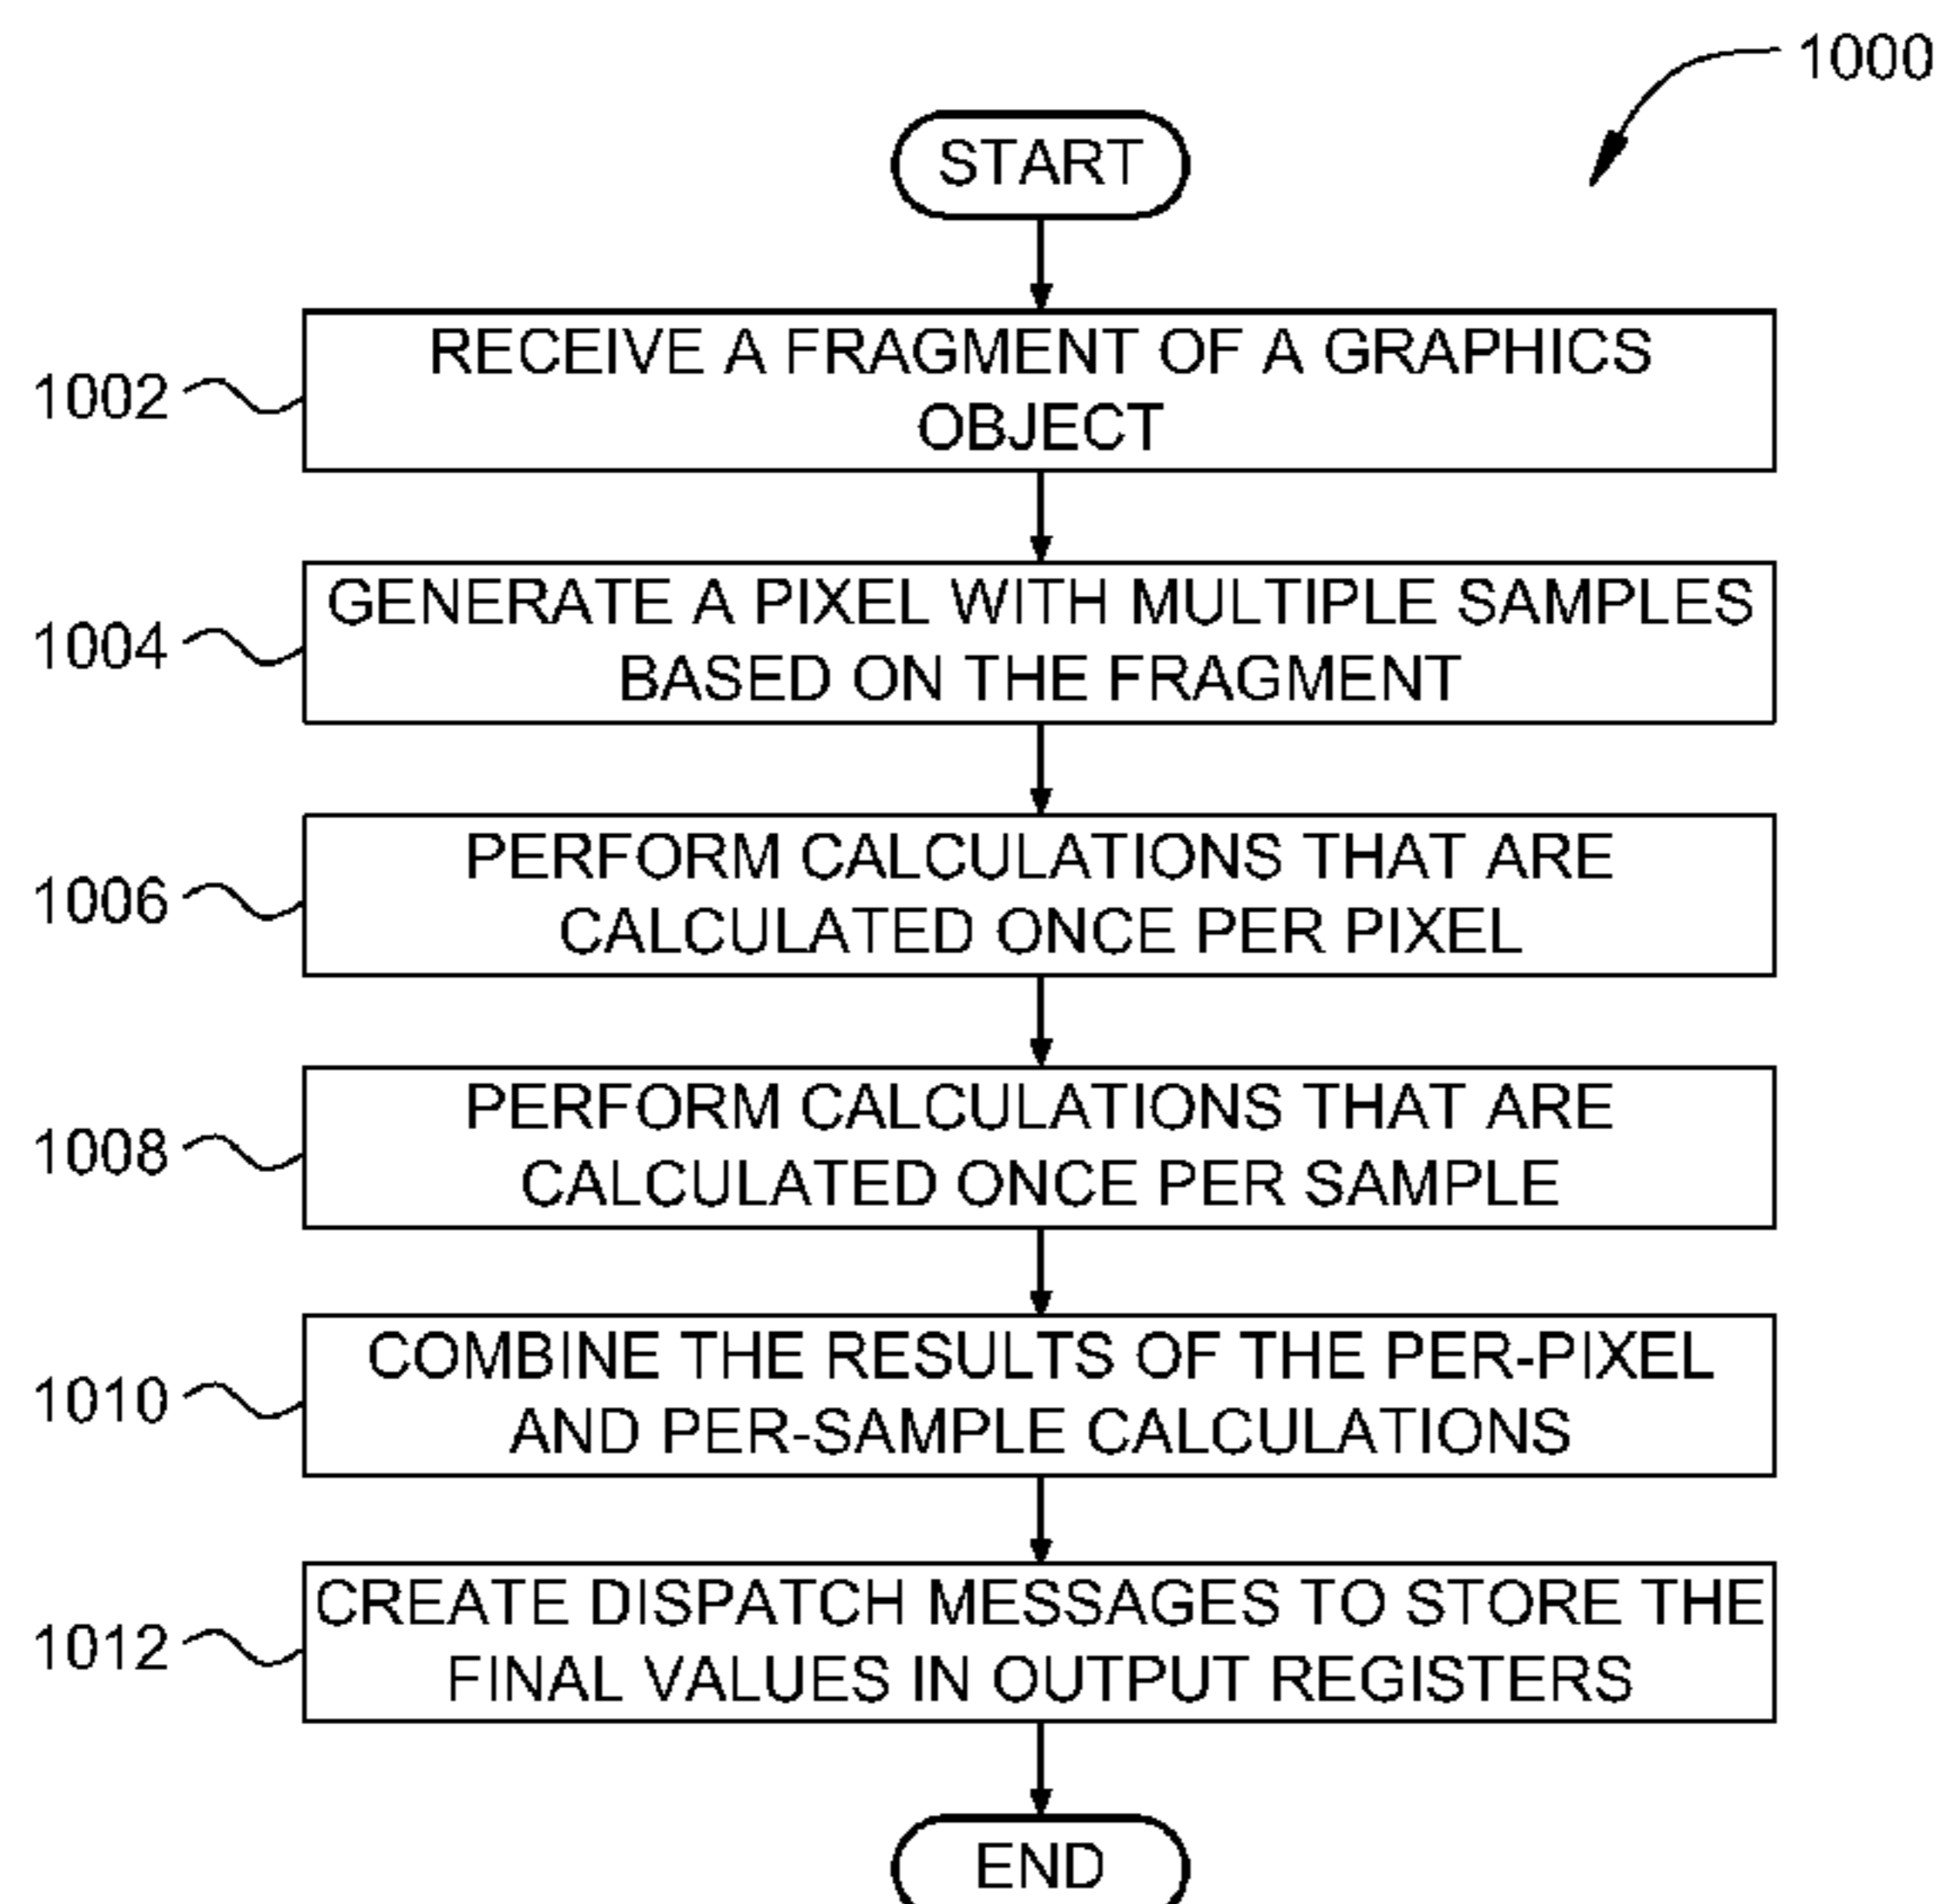 1000
START
1002
RECEIVE A FRAGMENT OF A GRAPHICS
OBJECT
1004
GENERATE A PIXEL WITH MULTIPLE SAMPLES
BASED ON THE FRAGMENT
1006
PERFORM CALCULATIONS THAT ARE
CALCULATED ONCE PER PIXEL
1008
PERFORM CALCULATIONS THAT ARE
CALCULATED ONCE PER SAMPLE
1010
COMBINE THE RESULTS OF THE PER-PIXEL
AND PER-SAMPLE CALCULATIONS
1012
CREATE DISPATCH MESSAGES TO STORE THE
FINAL VALUES IN OUTPUT REGISTERS
END